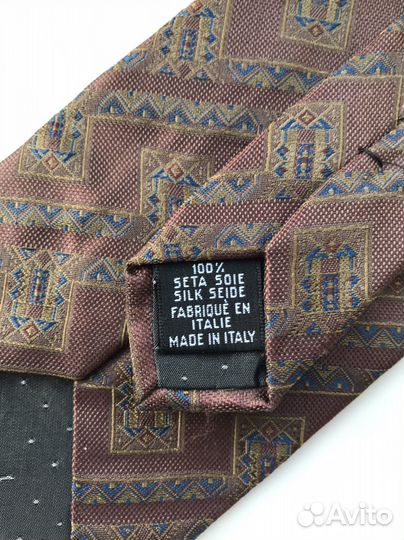 100%
SETA SOIE
SILK SEIDE
FABRIQUÈ EN
ITALIE
MADE IN ITALY
Avito